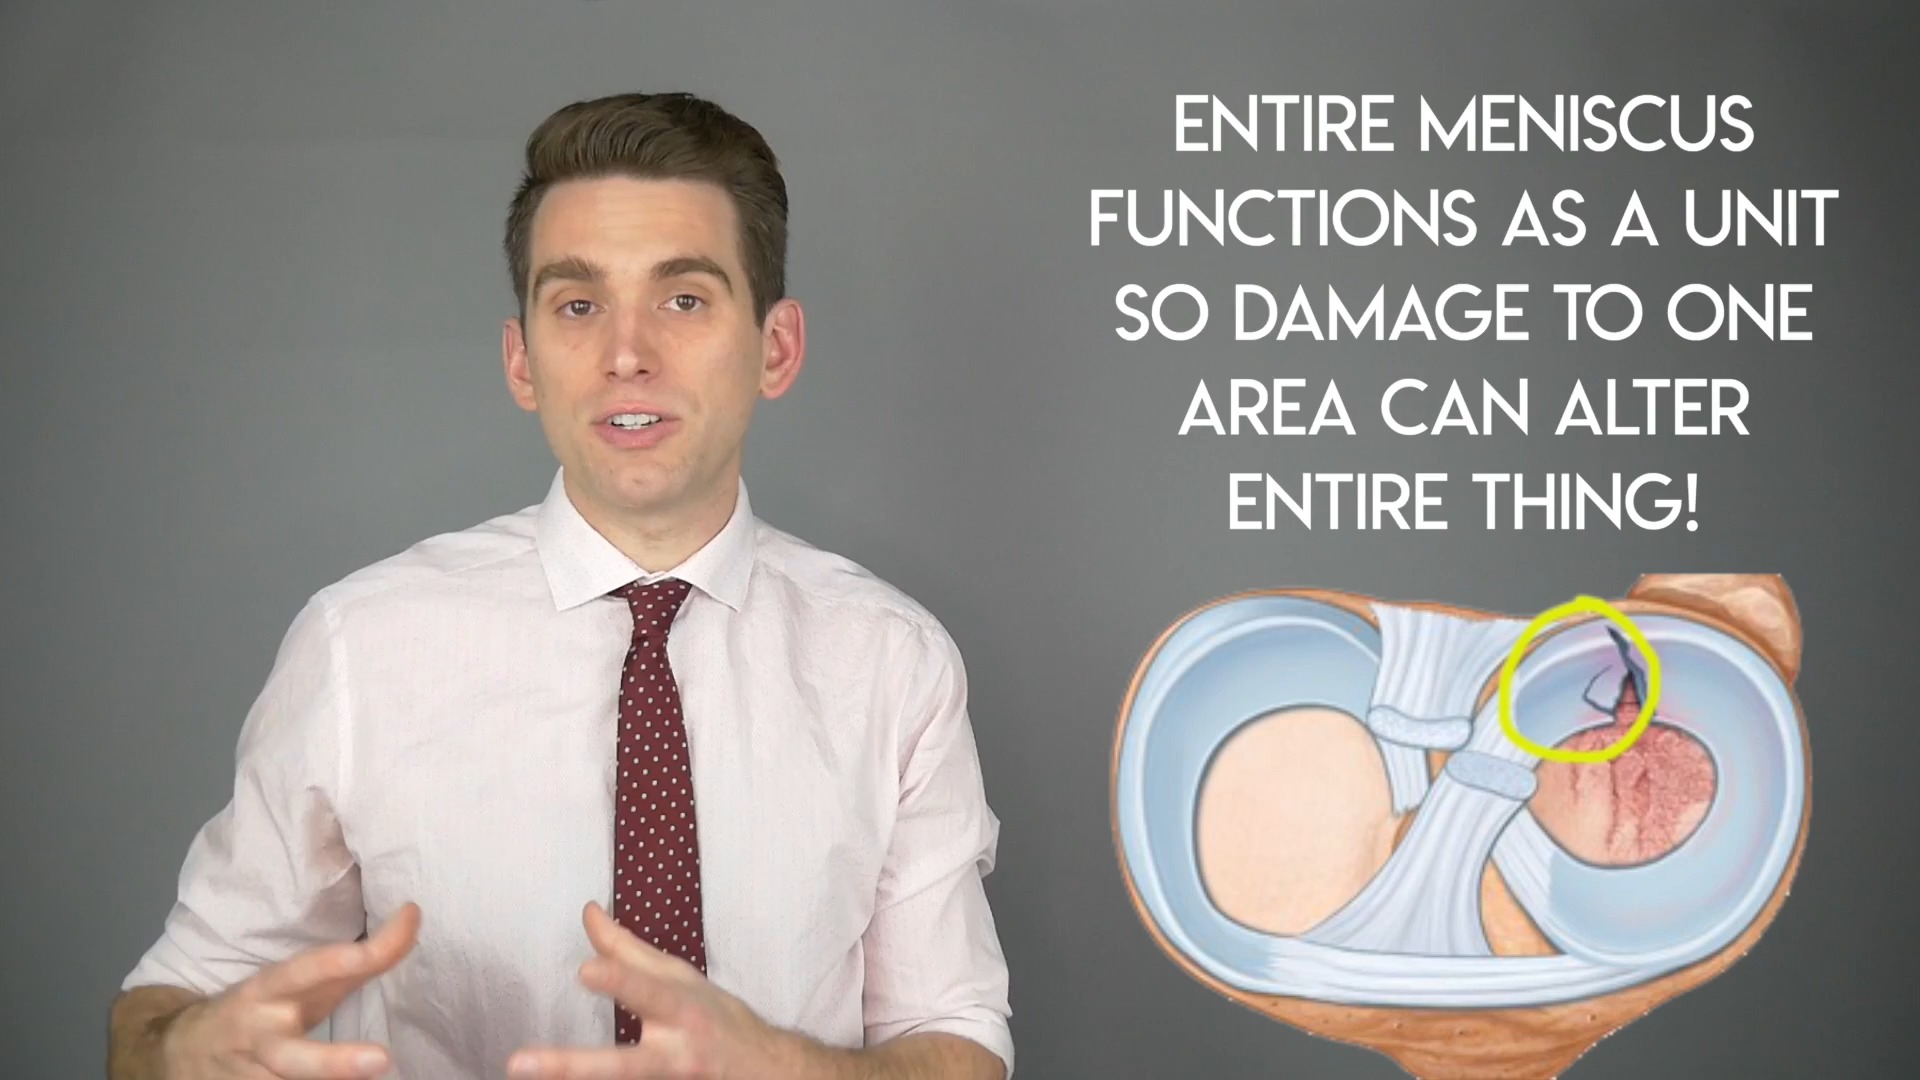 ENTIRE MENISCUS
FUNCTIONS AS A UNIT
SO DAMAGE TO ONE
AREA CAN ALTER
ENTIRE THING!